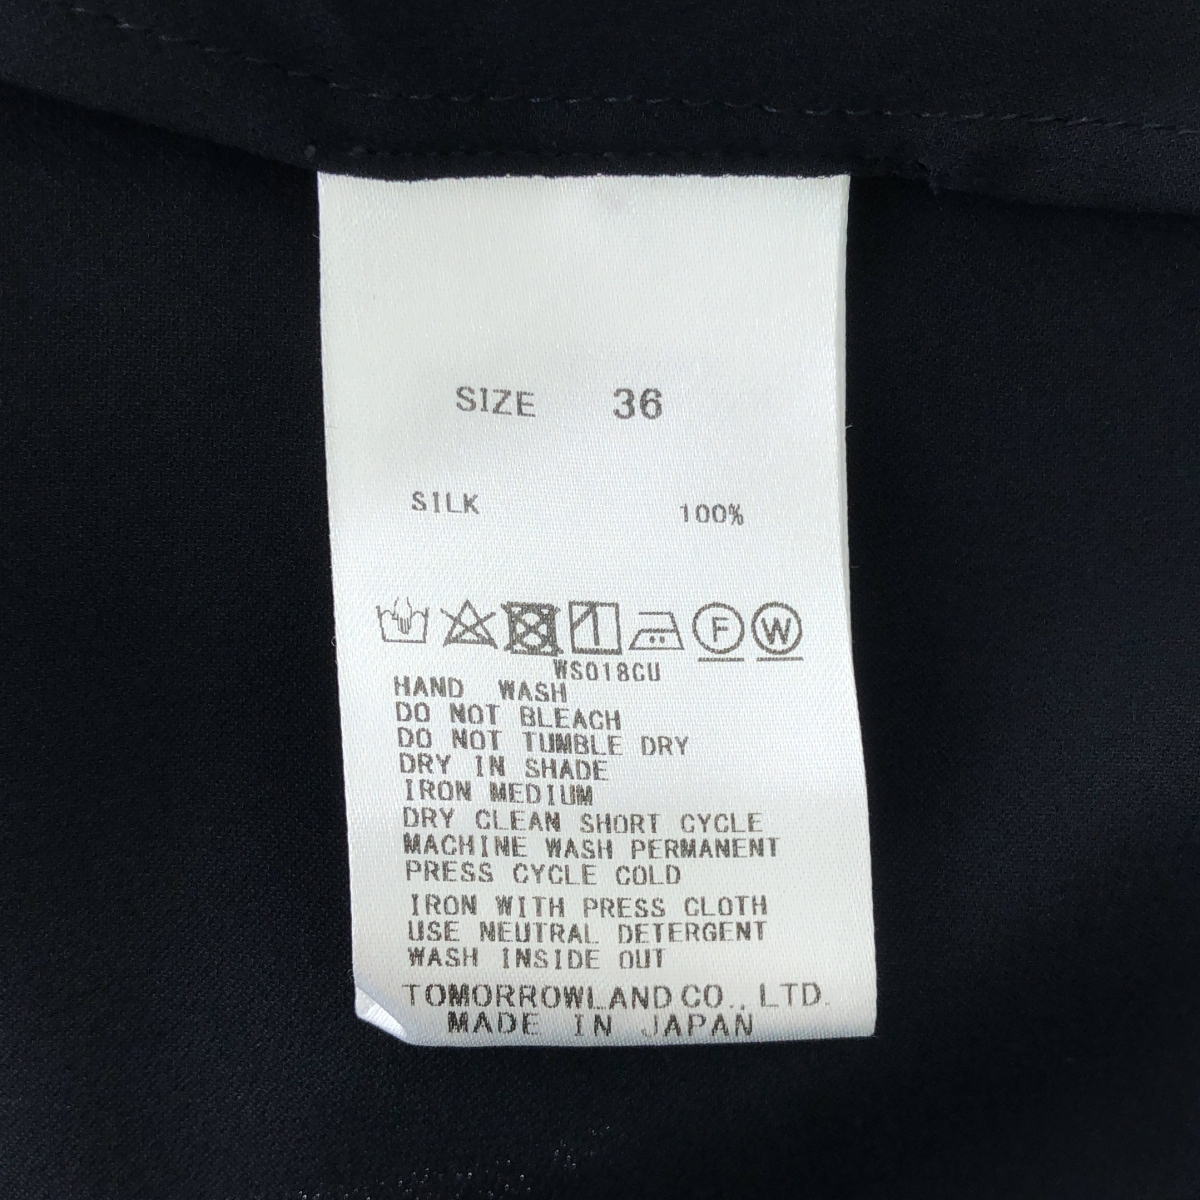 SIZE 36
SILK 100%
F W
WS018CU
HAND WASH
DO NOT BLEACH
DO NOT TUMBLE DRY
DRY IN SHADE
IRON MEDIUM
DRY CLEAN SHORT CYCLE
MACHINE WASH PERMANENT
PRESS CYCLE COLD
IRON WITH PRESS CLOTH
USE NEUTRAL DETERGENT
WASH INSIDE OUT
TOMORROWLAND CO., LTD.
MADE IN JAPAN